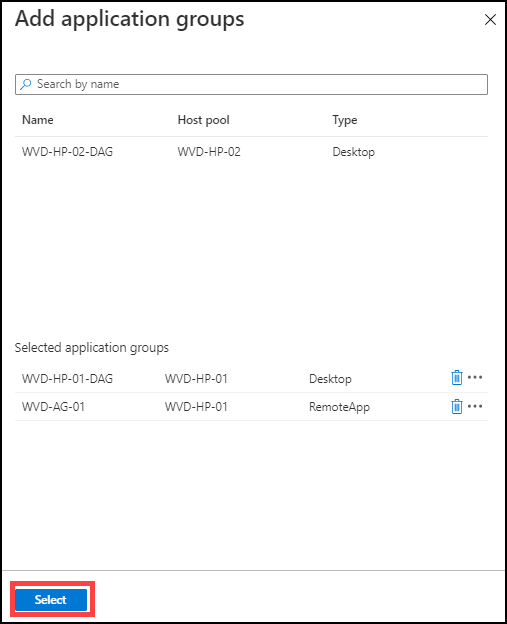 Add application groups
Search by name
Name Host pool Type
WVD-HP-02-DAG WVD-HP-02 Desktop
Selected application groups
WVD-HP-01-DAG WVD-HP-01 Desktop
WVD-AG-01 WVD-HP-01 RemoteApp
Select